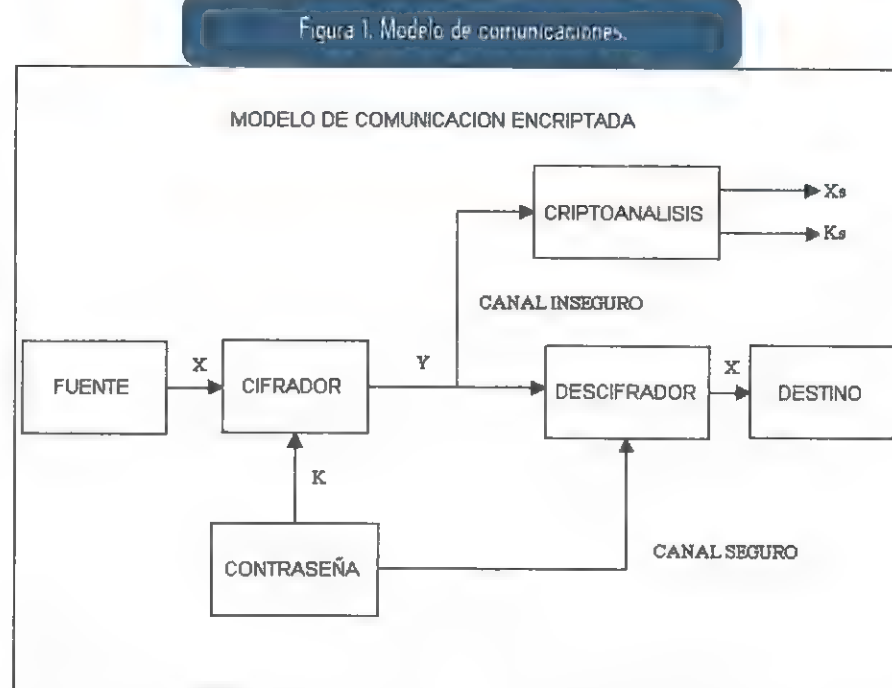 Figura 1. Modelo de comunicaciones.
MODELO DE COMUNICACION ENCRIPTADA
CRIPTOANALISIS
Xs
Ks
CANAL INSEGURO
FUENTE
X
CIFRADOR
Y
DESCIFRADOR
X
DESTINO
K
CONTRASEÑA
CANAL SEGURO